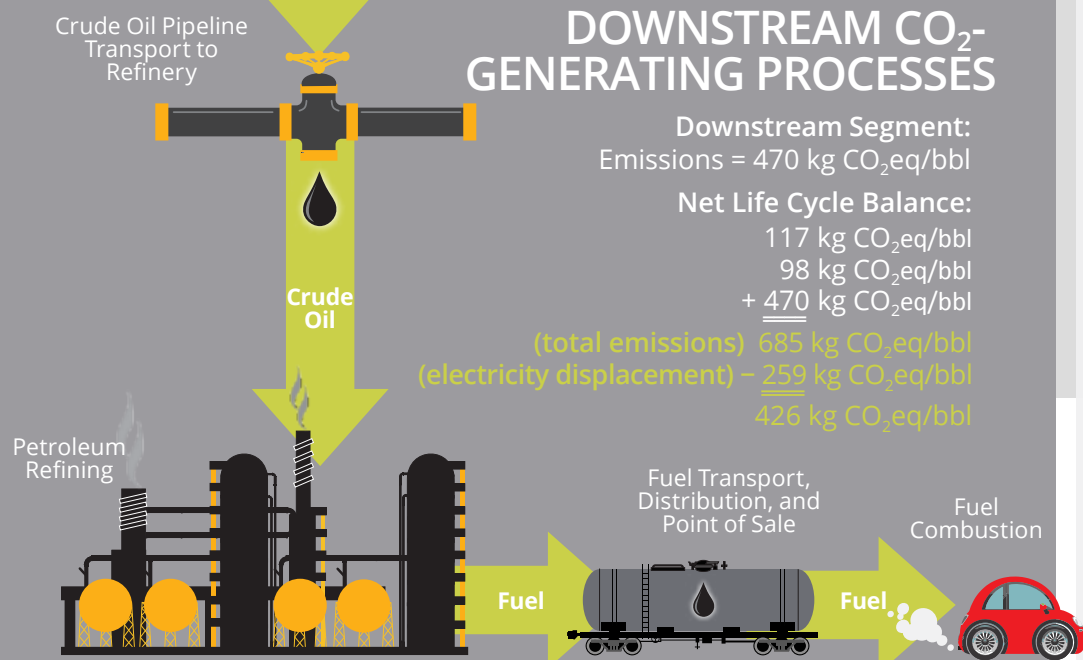 Crude Oil Pipeline
Transport to
Refinery
DOWNSTREAM CO₂-
GENERATING PROCESSES
Downstream Segment:
Emissions = 470 kg CO₂eq/bbl
Net Life Cycle Balance:
117 kg CO₂eq/bbl
98 kg CO₂eq/bbl
+ 470 kg CO₂eq/bbl
(total emissions) 685 kg CO₂eq/bbl
(electricity displacement) − 259 kg CO₂eq/bbl
426 kg CO₂eq/bbl
Crude
Oil
Petroleum
Refining
Fuel
Fuel Transport,
Distribution, and
Point of Sale
Fuel
Fuel
Combustion